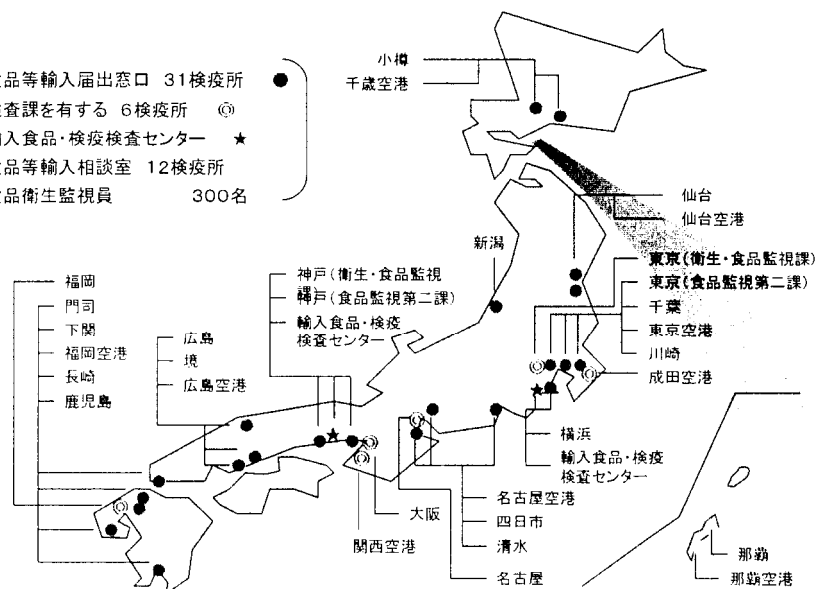 品等輸入届出窓口 31検疫所 ●
査課を有する 6検疫所 ◎
入食品・検疫検査センター ★
品等輸入相談室 12検疫所
品衛生監視員 300名
小樽
千歳空港
仙台
仙台空港
新潟
東京(衛生・食品監視課)
東京(食品監視第二課)
千葉
東京空港
川崎
成田空港
神戸(衛生・食品監視
課)
神戸(食品監視第二課)
輸入食品・検疫
検査センター
福岡
門司
下関
福岡空港
長崎
鹿児島
広島
境
広島空港
横浜
輸入食品・検疫
検査センター
大阪
関西空港
名古屋空港
四日市
清水
名古屋
那覇
那覇空港